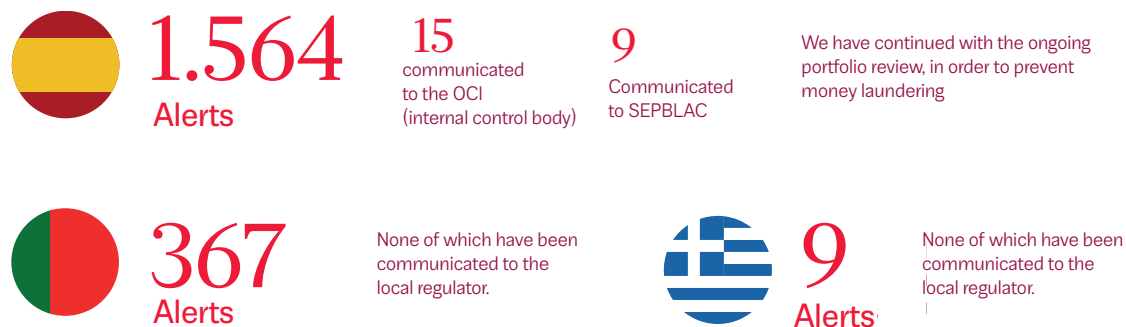 1.564
Alerts
15
communicated
to the OCI
(internal control body)
9
Communicated
to SEPBLAC
We have continued with the ongoing
portfolio review, in order to prevent
money laundering
367
Alerts
None of which have been
communicated to the
local regulator.
9
Alerts
None of which have been
communicated to the
local regulator.